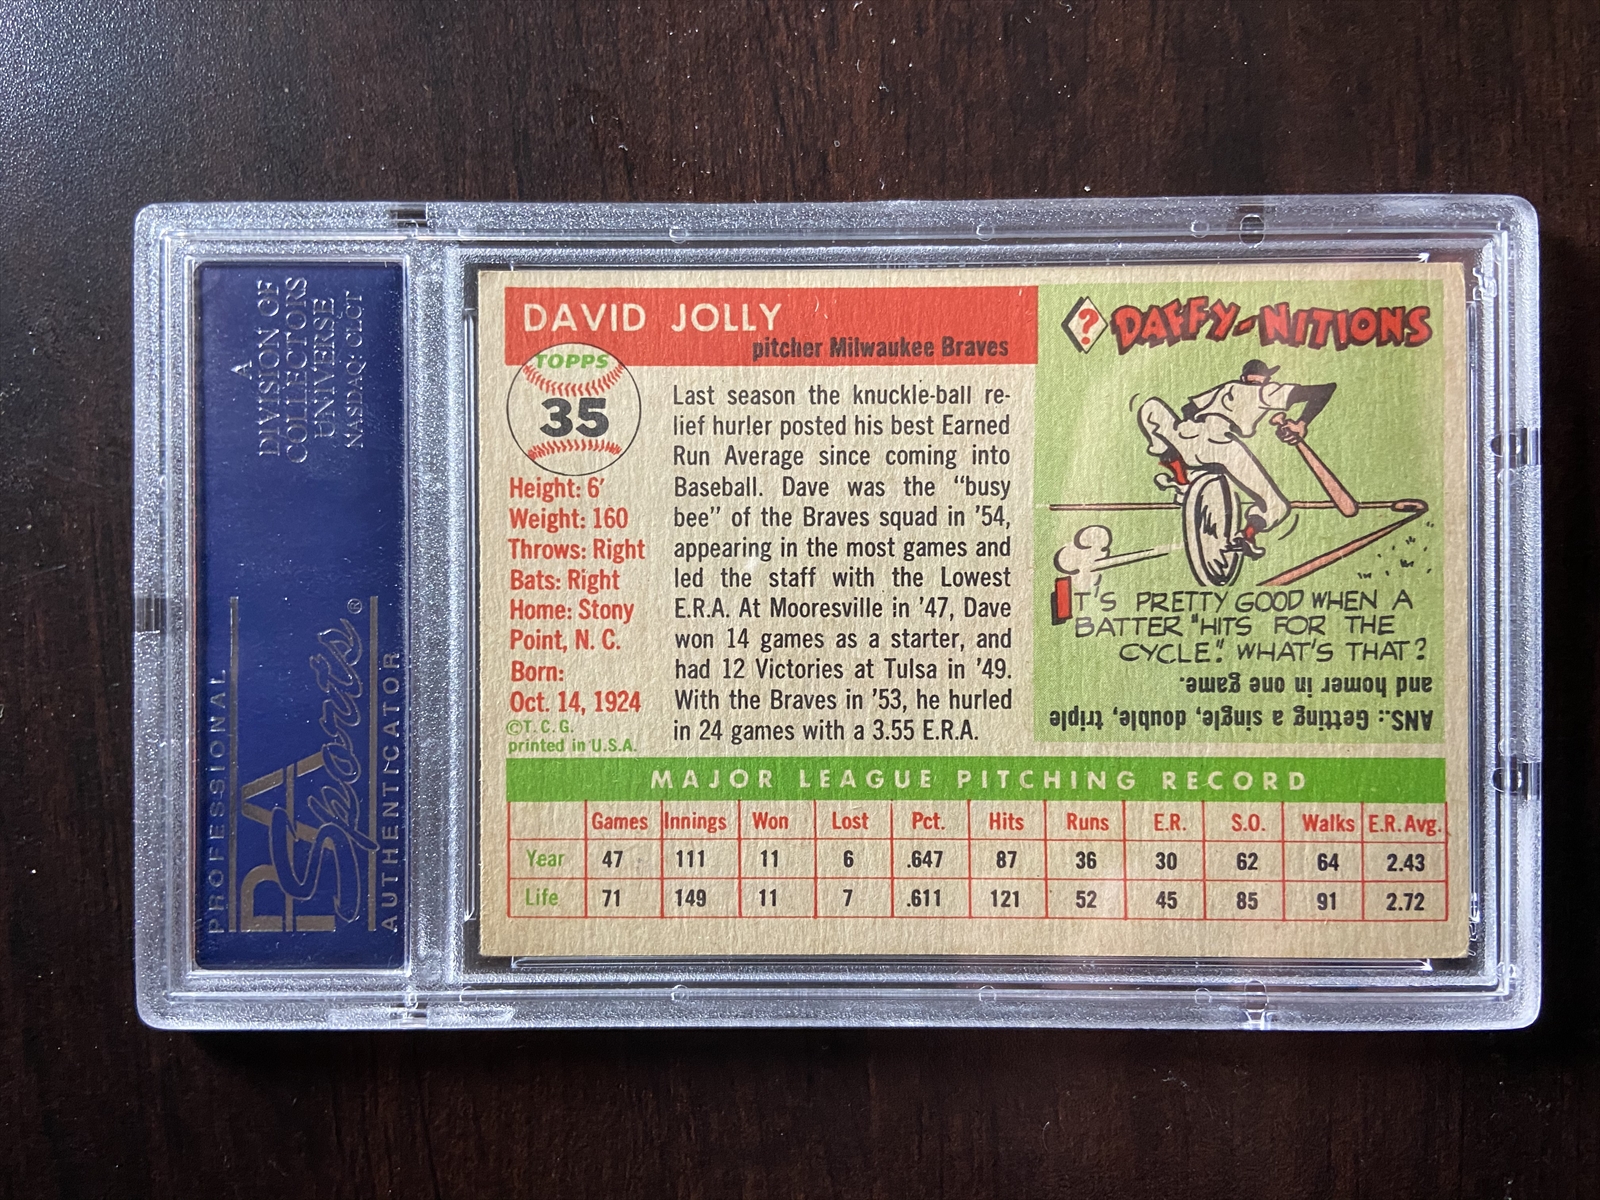 A
DIVISION OF
COLLECTORS
UNIVERSE
NASDAQ: CLCT
PROFESSIONAL
PSA
Sports®
AUTHENTICATOR
DAVID JOLLY
pitcher Milwaukee Braves
TOPPS
35
Height: 6′
Weight: 160
Throws: Right
Bats: Right
Home: Stony
Point, N. C.
Born:
Oct. 14, 1924
©T. C. G.
printed in U.S.A.
Last season the knuckle-ball re-
lief hurler posted his best Earned
Run Average since coming into
Baseball. Dave was the “busy
bee” of the Braves squad in ’54,
appearing in the most games and
led the staff with the Lowest
E.R.A. At Mooresville in ’47, Dave
won 14 games as a starter, and
had 12 Victories at Tulsa in ’49.
With the Braves in ’53, he hurled
in 24 games with a 3.55 E.R.A.
? DAFFY-NITIONS
IT'S PRETTY GOOD WHEN A
BATTER "HITS FOR THE
CYCLE." WHAT'S THAT?
ANS.: Getting a single, double, triple,
and homer in one game.
MAJOR LEAGUE PITCHING RECORD
Games Innings Won Lost Pct. Hits Runs E.R. S.O. Walks E.R. Avg.
Year 47 111 11 6 .647 87 36 30 62 64 2.43
Life 71 149 11 7 .611 121 52 45 85 91 2.72